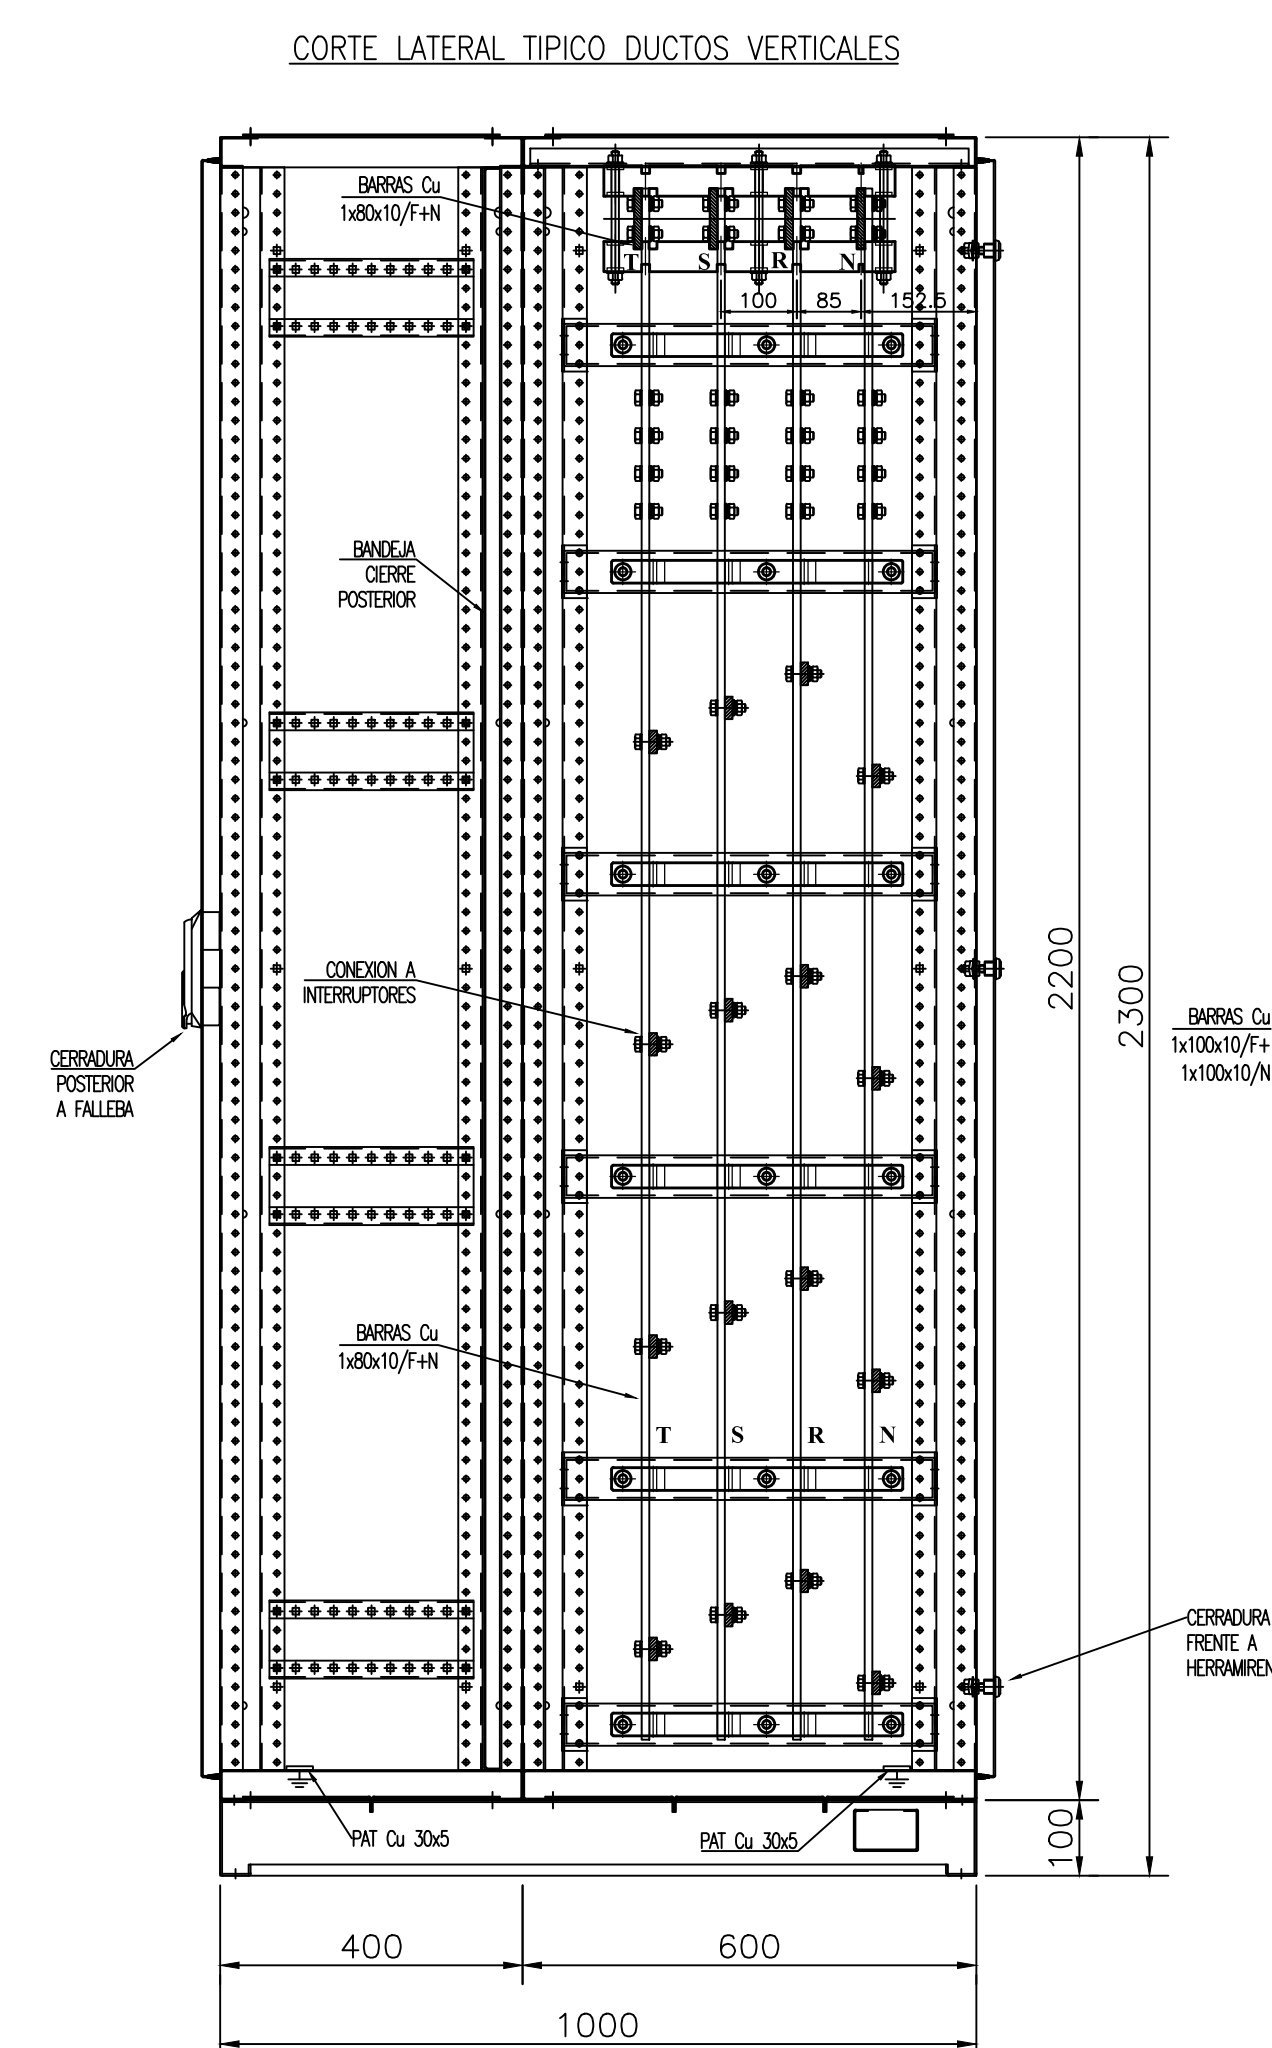 CORTE LATERAL TIPICO DUCTOS VERTICALES
BARRAS Cu
1x80x10/F+N
T S R N
100 85 152.5
BANDEJA
CIERRE
POSTERIOR
CONEXION A
INTERRUPTORES
2200
2300
BARRAS Cu
1x100x10/F+
1x100x10/N
CERRADURA
POSTERIOR
A FALLEBA
BARRAS Cu
1x80x10/F+N
T S R N
CERRADURA
FRENTE A
HERRAMIREN
PAT Cu 30x5
PAT Cu 30x5
100
400 600
1000